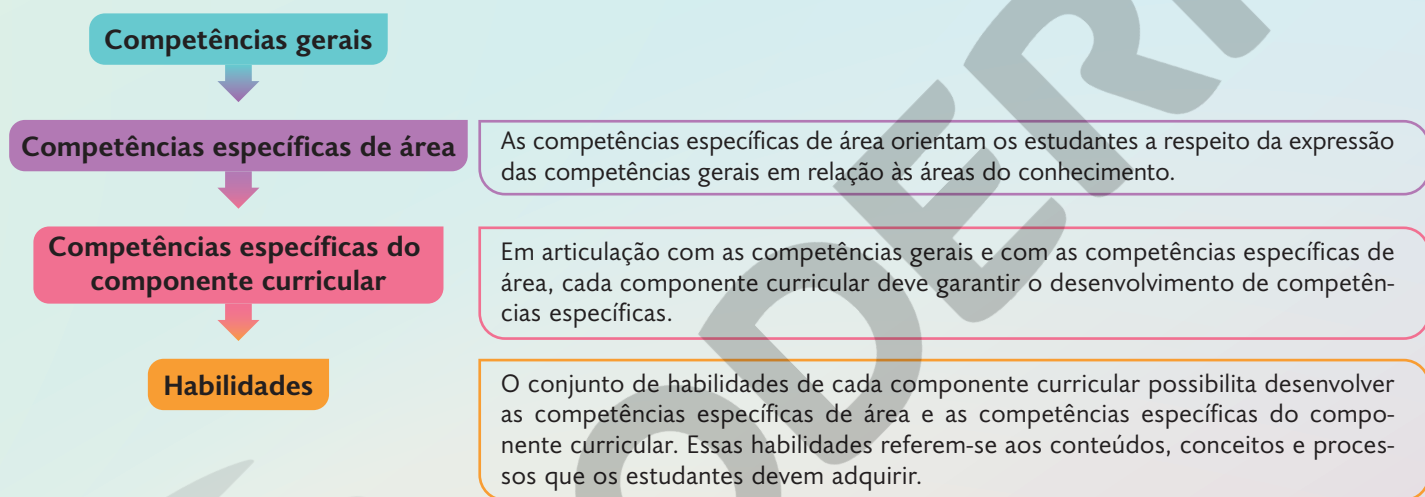 Competências gerais
Competências específicas de área
As competências específicas de área orientam os estudantes a respeito da expressão
das competências gerais em relação às áreas do conhecimento.
Competências específicas do
componente curricular
Em articulação com as competências gerais e com as competências específicas de
área, cada componente curricular deve garantir o desenvolvimento de competên-
cias específicas.
Habilidades
O conjunto de habilidades de cada componente curricular possibilita desenvolver
as competências específicas de área e as competências específicas do compo-
nente curricular. Essas habilidades referem-se aos conteúdos, conceitos e proces-
sos que os estudantes devem adquirir.